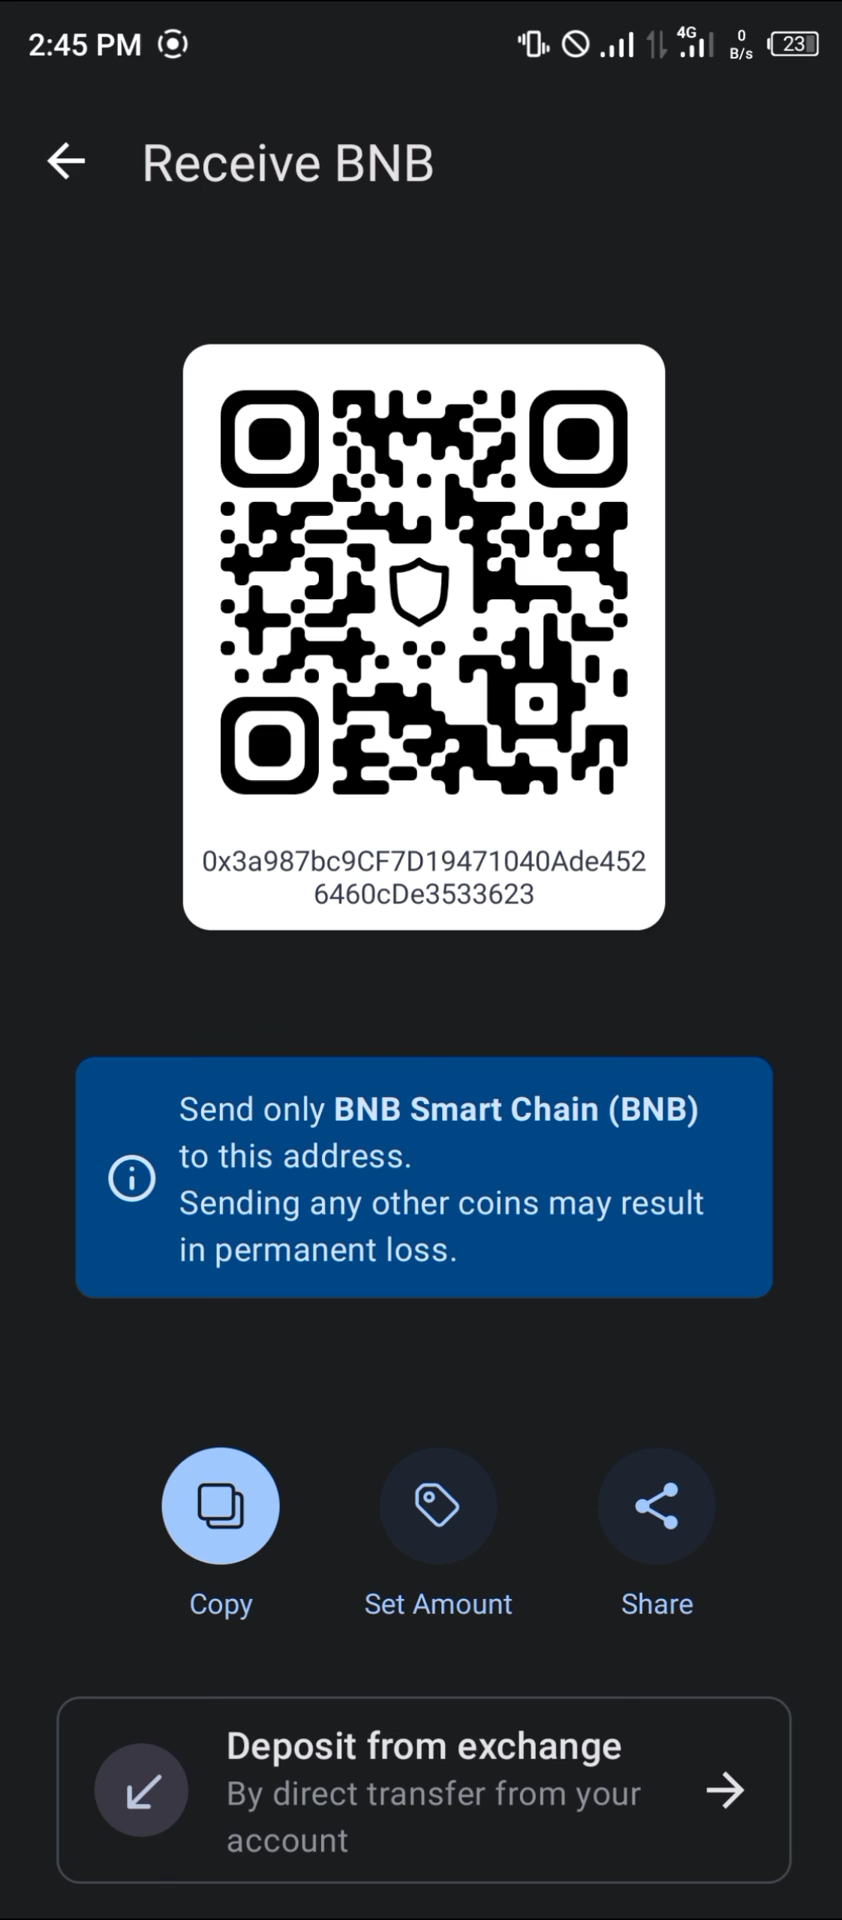 2:45 PM
4G
0
B/s
23
Receive BNB
0x3a987bc9CF7D19471040Ade452
6460cDe3533623
Send only BNB Smart Chain (BNB)
to this address.
Sending any other coins may result
in permanent loss.
Copy
Set Amount
Share
Deposit from exchange
By direct transfer from your
account